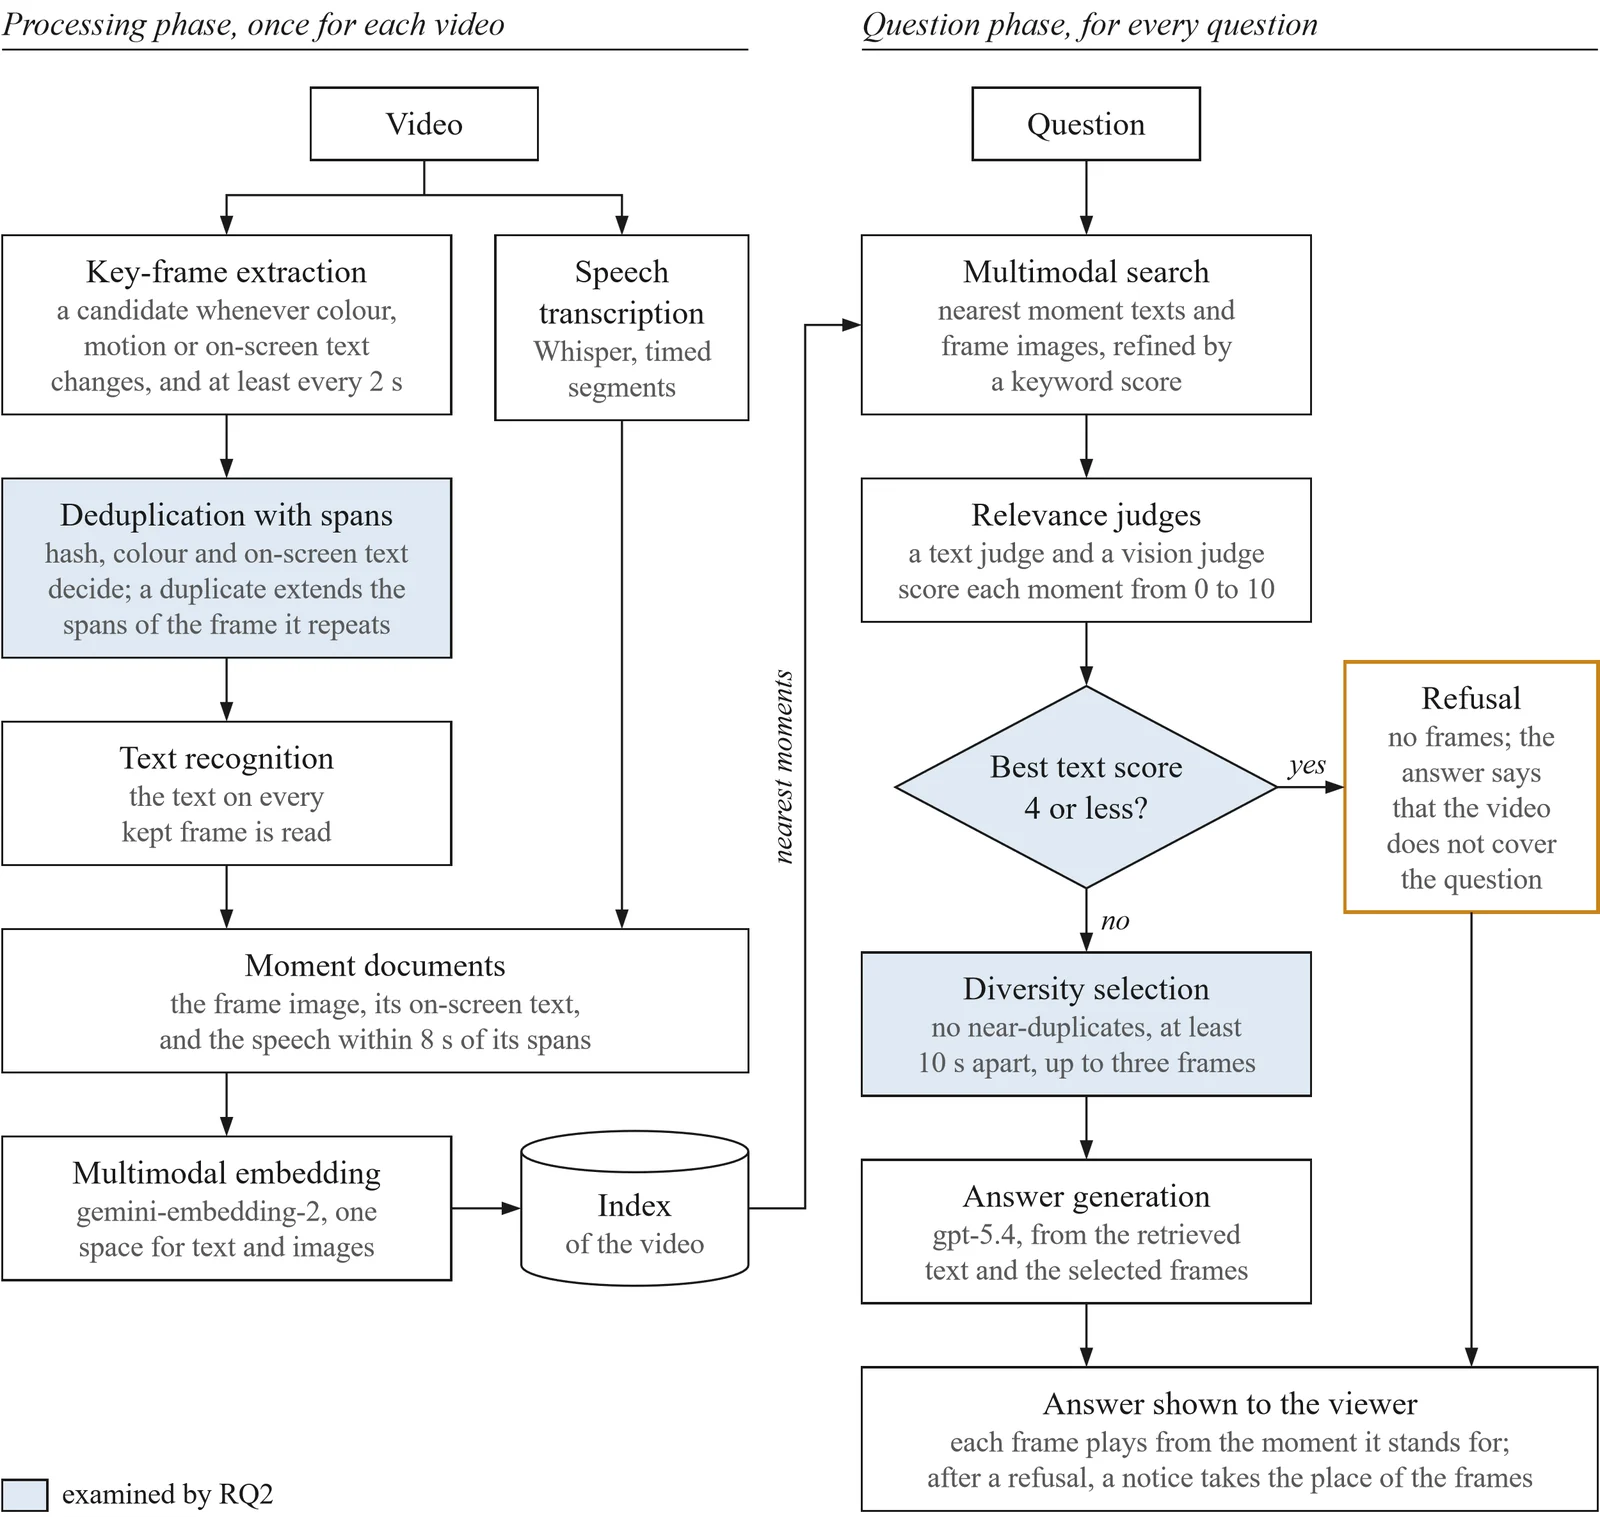 Processing phase, once for each video
Video
Key-frame extraction
a candidate whenever colour,
motion or on-screen text
changes, and at least every 2 s
Speech
transcription
Whisper, timed
segments
Deduplication with spans
hash, colour and on-screen text
decide; a duplicate extends the
spans of the frame it repeats
Text recognition
the text on every
kept frame is read
Moment documents
the frame image, its on-screen text,
and the speech within 8 s of its spans
Multimodal embedding
gemini-embedding-2, one
space for text and images
Index
of the video
nearest moments
Question phase, for every question
Question
Multimodal search
nearest moment texts and
frame images, refined by
a keyword score
Relevance judges
a text judge and a vision judge
score each moment from 0 to 10
Best text score
4 or less?
yes
Refusal
no frames; the
answer says
that the video
does not cover
the question
no
Diversity selection
no near-duplicates, at least
10 s apart, up to three frames
Answer generation
gpt-5.4, from the retrieved
text and the selected frames
Answer shown to the viewer
each frame plays from the moment it stands for;
after a refusal, a notice takes the place of the frames
examined by RQ2